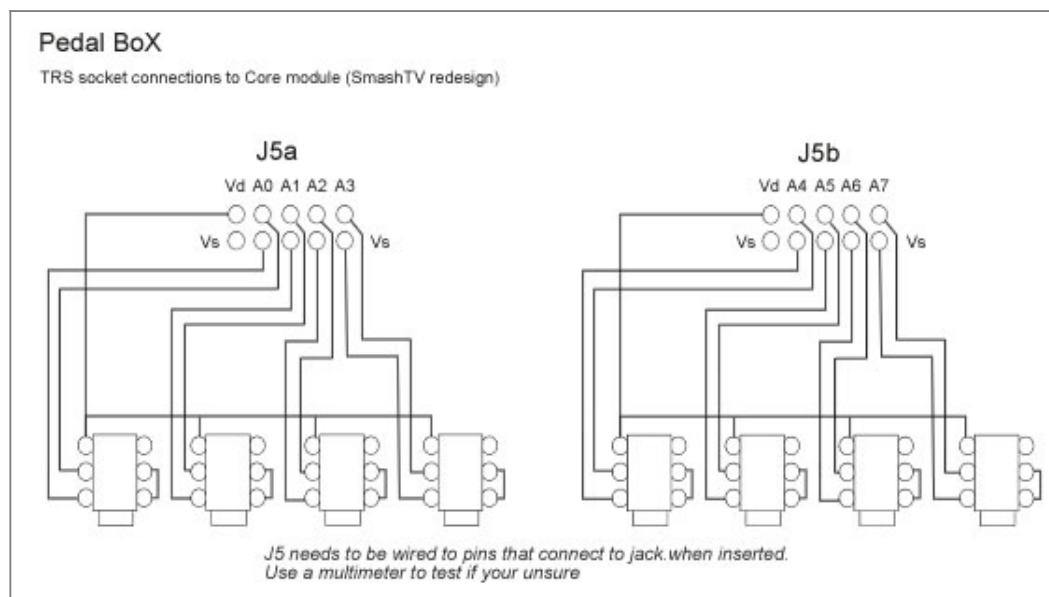 Pedal BoX
TRS socket connections to Core module (SmashTV redesign)
J5a
J5b
Vd A0 A1 A2 A3
Vd A4 A5 A6 A7
Vs Vs
Vs Vs
J5 needs to be wired to pins that connect to jack.when inserted.
Use a multimeter to test if your unsure